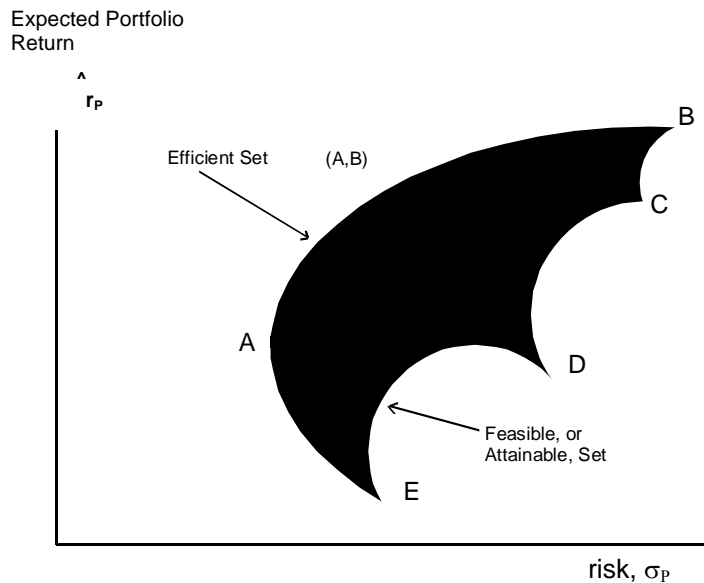 Expected Portfolio
Return
^
rP
Efficient Set (A,B)
B
C
A
D
Feasible, or
Attainable, Set
E
risk, σP